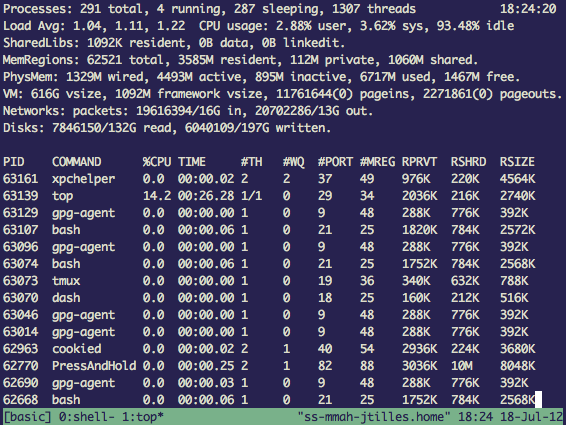 Processes: 291 total, 4 running, 287 sleeping, 1307 threads 18:24:20
Load Avg: 1.04, 1.11, 1.22 CPU usage: 2.88% user, 3.62% sys, 93.48% idle
SharedLibs: 1092K resident, 0B data, 0B linkedit.
MemRegions: 62521 total, 3585M resident, 112M private, 1060M shared.
PhysMem: 1329M wired, 4493M active, 895M inactive, 6717M used, 1467M free.
VM: 616G vsize, 1092M framework vsize, 11761644(0) pageins, 2271861(0) pageouts.
Networks: packets: 19616394/16G in, 20702286/13G out.
Disks: 7846150/132G read, 6040109/197G written.
PID COMMAND %CPU TIME #TH #WQ #PORT #MREG RPRVT RSHRD RSIZE
63161 xpchelper 0.0 00:00.02 2 2 37 49 976K 220K 4564K
63139 top 14.2 00:26.28 1/1 0 29 34 2036K 216K 2740K
63129 gpg-agent 0.0 00:00.00 1 0 9 48 288K 776K 392K
63107 bash 0.0 00:00.06 1 0 21 25 1820K 784K 2572K
63096 gpg-agent 0.0 00:00.00 1 0 9 48 288K 776K 392K
63074 bash 0.0 00:00.06 1 0 21 25 1752K 784K 2568K
63073 tmux 0.0 00:00.00 1 0 19 36 340K 632K 788K
63070 dash 0.0 00:00.00 1 0 18 25 160K 212K 516K
63046 gpg-agent 0.0 00:00.00 1 0 9 48 288K 776K 392K
63014 gpg-agent 0.0 00:00.00 1 0 9 48 288K 776K 392K
62963 cookied 0.0 00:00.02 2 1 40 54 2936K 224K 3680K
62770 PressAndHold 0.0 00:00.25 2 1 82 88 3036K 10M 8048K
62690 gpg-agent 0.0 00:00.03 1 0 9 48 288K 776K 392K
62668 bash 0.0 00:00.06 1 0 21 25 1752K 784K 2568K
[basic] 0:shell- 1:top* "ss-mmah-jtilles.home" 18:24 18-Jul-12